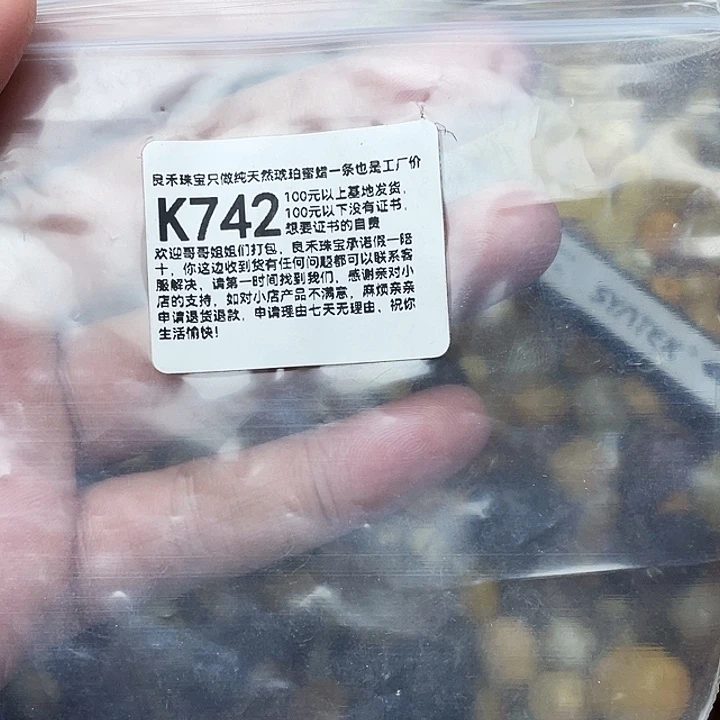 良禾珠宝只做纯天然琥珀蜜蜡一条也是工厂价
K742
100元以上基地发货，
100元以下没有证书，
想要证书的自费
欢迎哥哥姐姐们打包，良禾珠宝承诺假一陪
十，你这边收到货有任何问题都可以联系客
服解决、请第一时间找到我们，感谢亲对小
店的支持，如对小店产品不满意，麻烦亲亲
申请退货退款，申请理由七天无理由、祝你
生活愉快！
SYNTEK